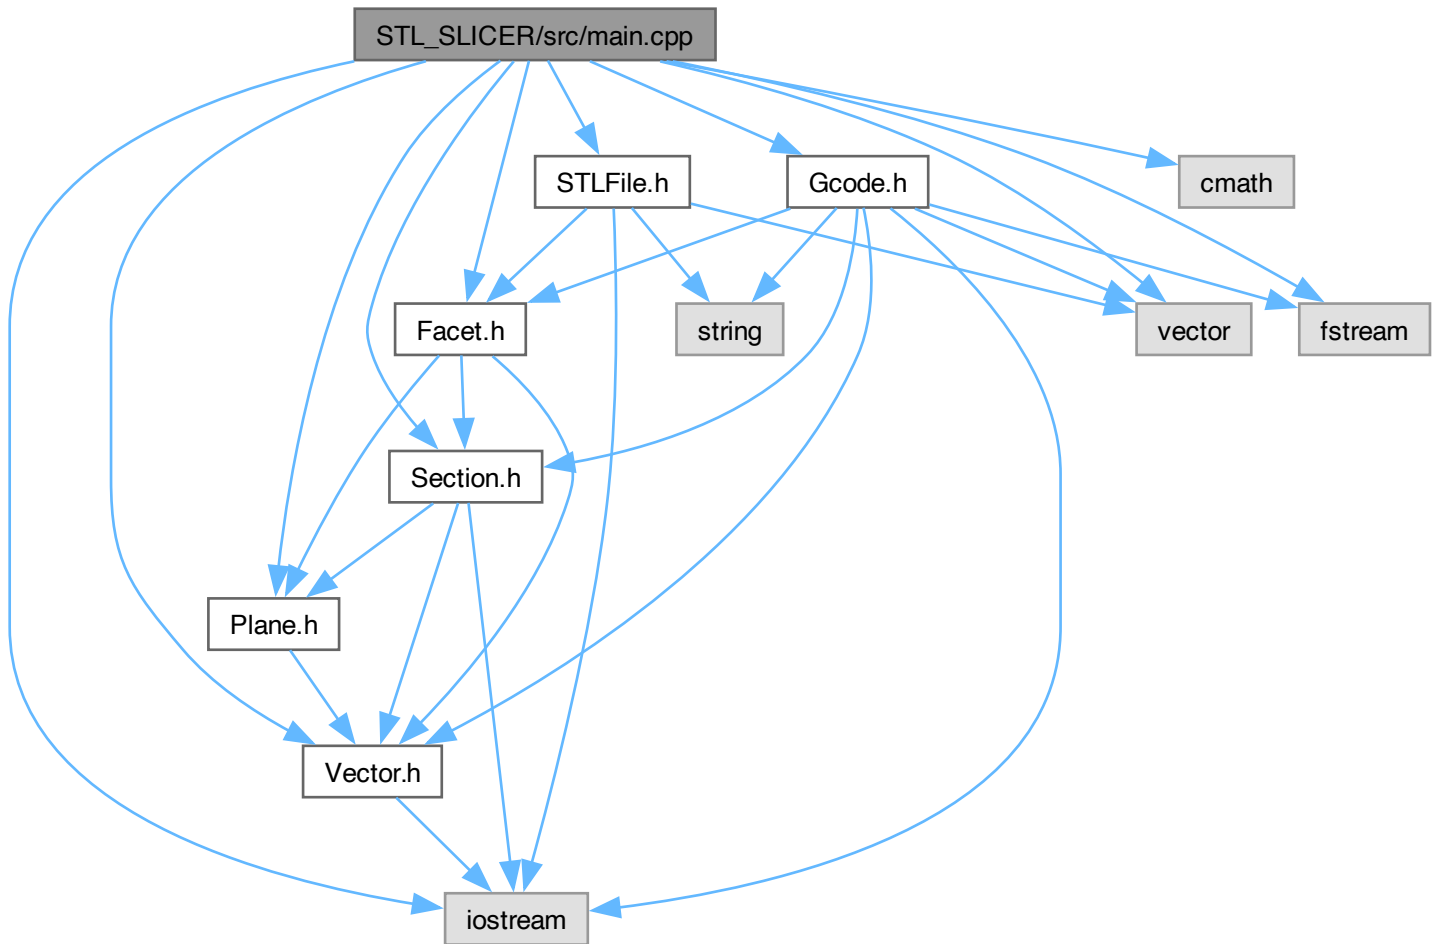 STL_SLICER/src/main.cpp
STLFile.h
Gcode.h
cmath
Facet.h
string
vector
fstream
Section.h
Plane.h
Vector.h
iostream